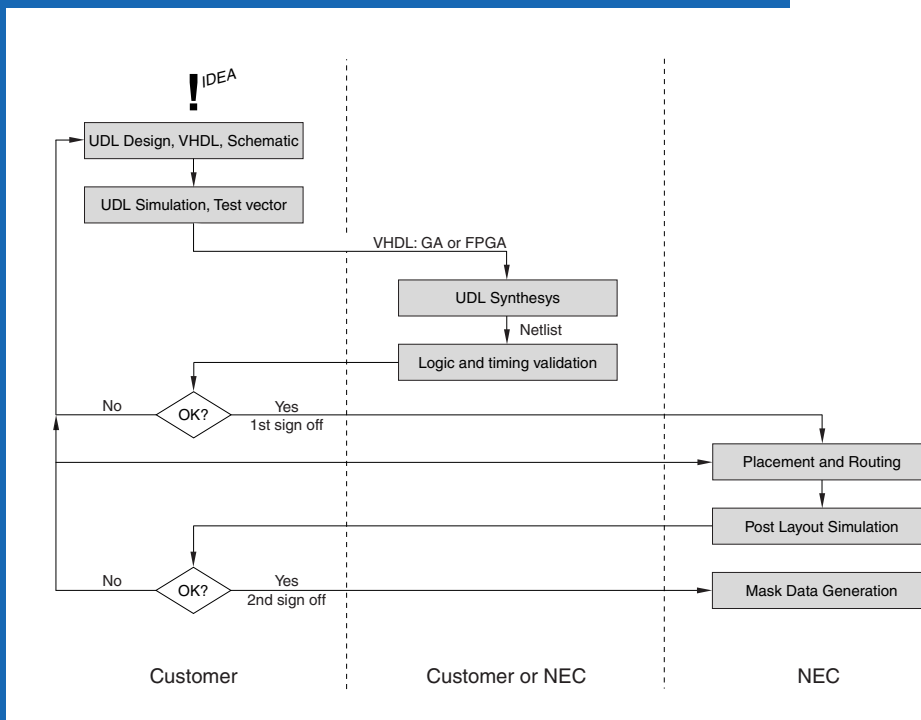 ! IDEA
UDL Design, VHDL, Schematic
UDL Simulation, Test vector
VHDL: GA or FPGA
UDL Synthesys
Netlist
Logic and timing validation
No
OK?
Yes
1st sign off
Placement and Routing
Post Layout Simulation
No
OK?
Yes
2nd sign off
Mask Data Generation
Customer
Customer or NEC
NEC